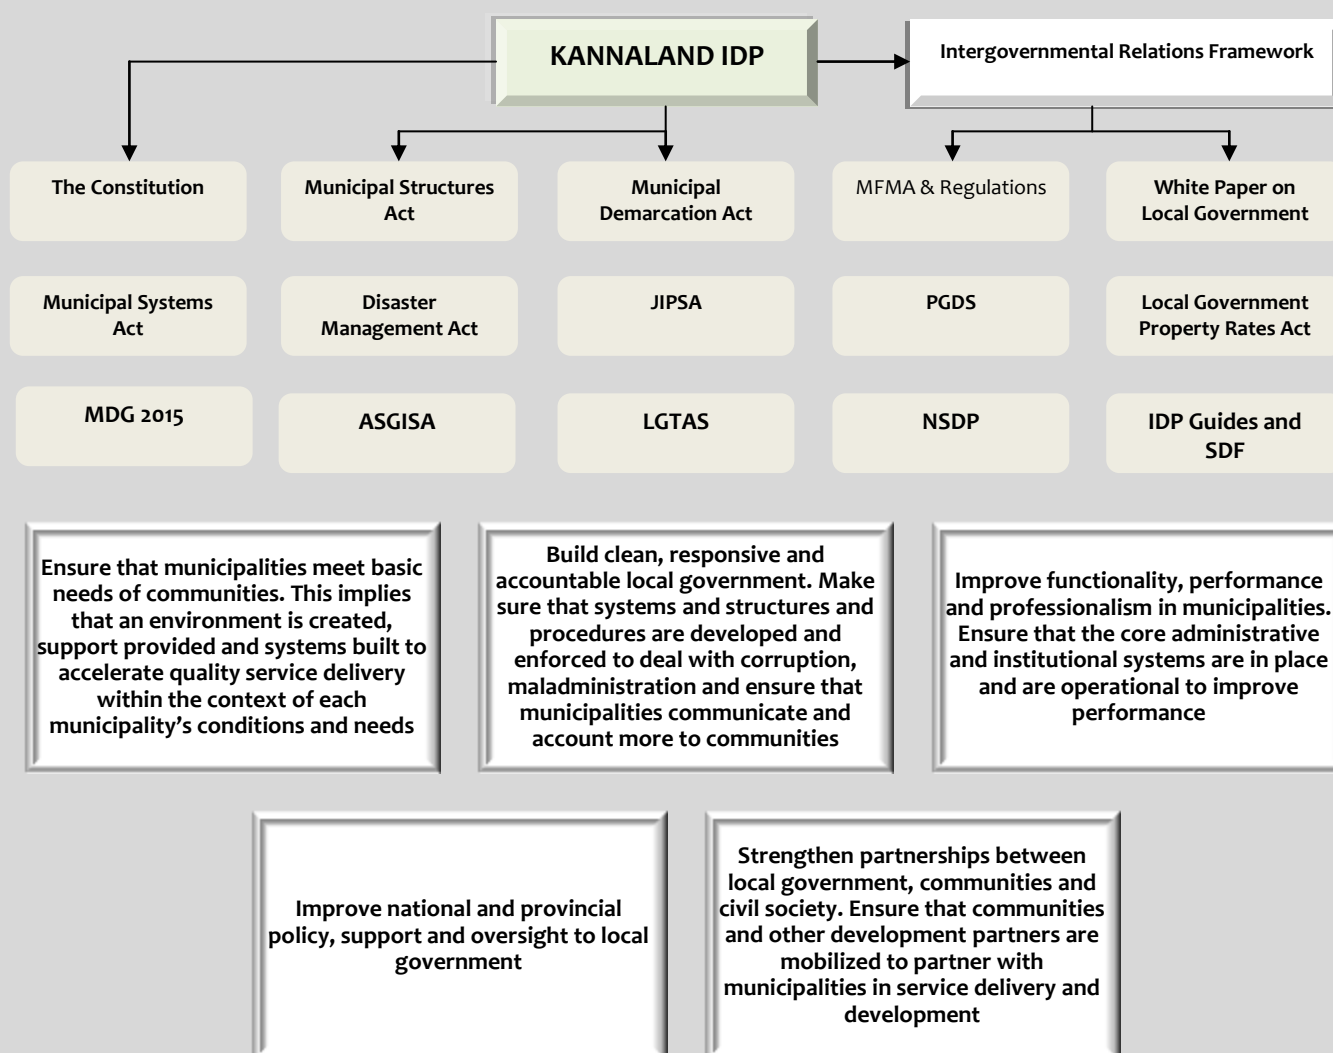 KANNALAND IDP
Intergovernmental Relations Framework
The Constitution
Municipal Structures
Act
Municipal
Demarcation Act
MFMA & Regulations
White Paper on
Local Government
Municipal Systems
Act
Disaster
Management Act
JIPSA
PGDS
Local Government
Property Rates Act
MDG 2015
ASGISA
LGTAS
NSDP
IDP Guides and
SDF
Ensure that municipalities meet basic
needs of communities. This implies
that an environment is created,
support provided and systems built to
accelerate quality service delivery
within the context of each
municipality’s conditions and needs
Build clean, responsive and
accountable local government. Make
sure that systems and structures and
procedures are developed and
enforced to deal with corruption,
maladministration and ensure that
municipalities communicate and
account more to communities
Improve functionality, performance
and professionalism in municipalities.
Ensure that the core administrative
and institutional systems are in place
and are operational to improve
performance
Improve national and provincial
policy, support and oversight to local
government
Strengthen partnerships between
local government, communities and
civil society. Ensure that communities
and other development partners are
mobilized to partner with
municipalities in service delivery and
development